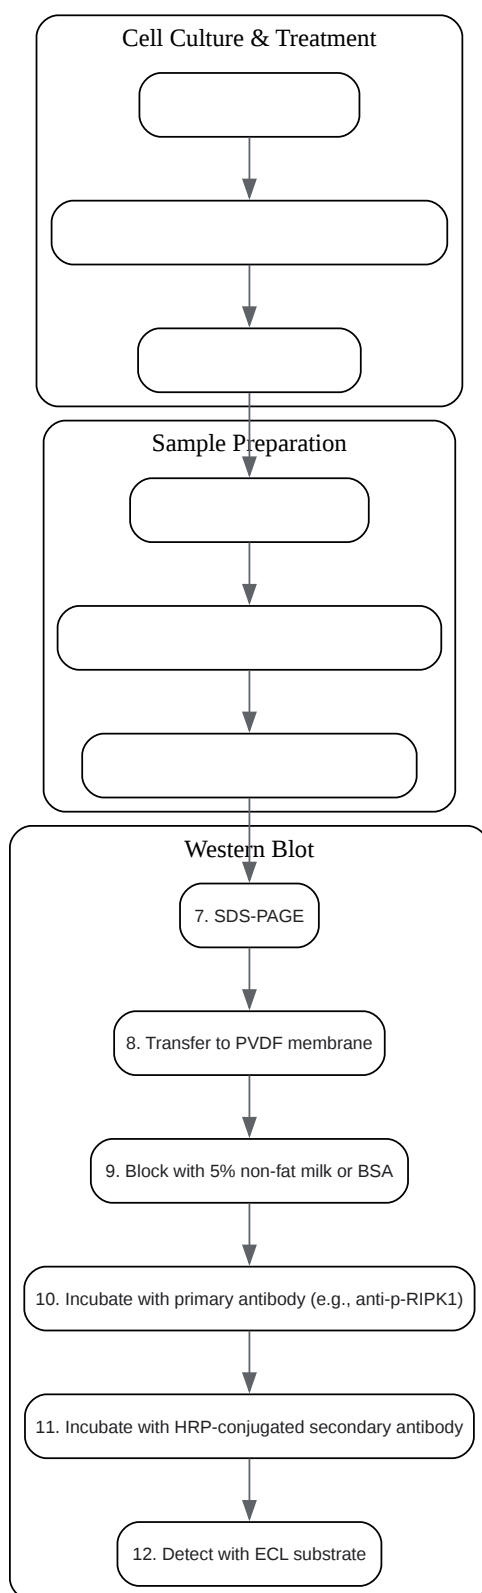 Cell Culture & Treatment
Sample Preparation
Western Blot
7. SDS-PAGE
8. Transfer to PVDF membrane
9. Block with 5% non-fat milk or BSA
10. Incubate with primary antibody (e.g., anti-p-RIPK1)
11. Incubate with HRP-conjugated secondary antibody
12. Detect with ECL substrate